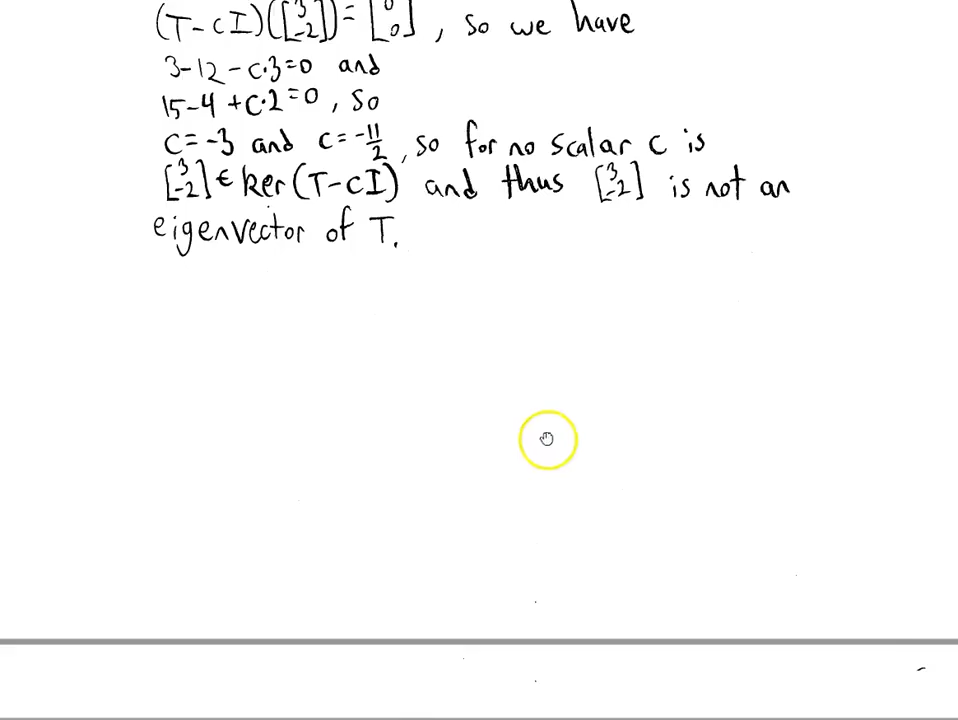 (T-cI)([3 -2]) = [0 0], so we have
3-12-c·3=0 and
15-4+c·2=0, so
c=-3 and c=-11/2, so for no scalar c is
[3 -2] ∈ ker(T-cI) and thus [3 -2] is not an
eigenvector of T.